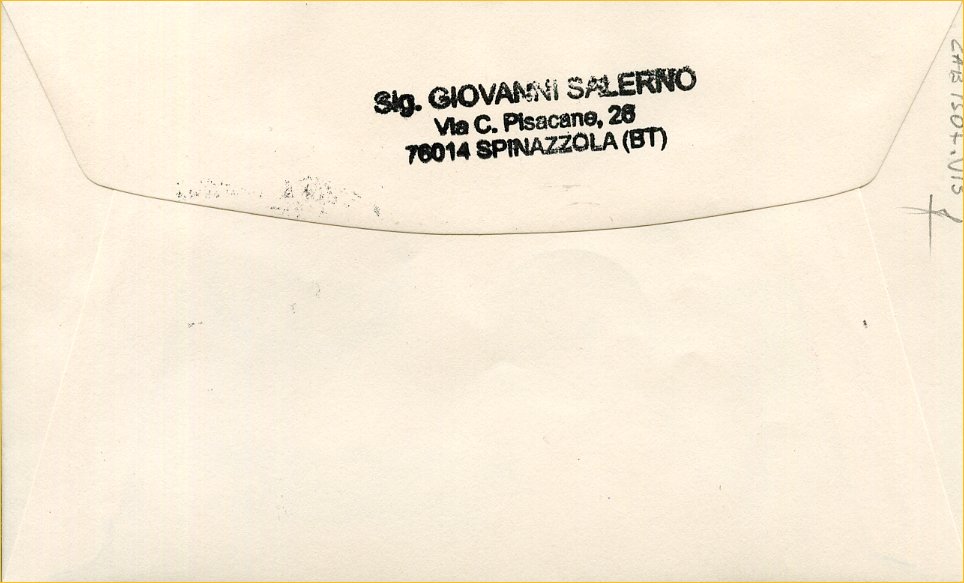 Sig. GIOVANNI SALERNO
Via C. Pisacane, 26
76014 SPINAZZOLA (BT)